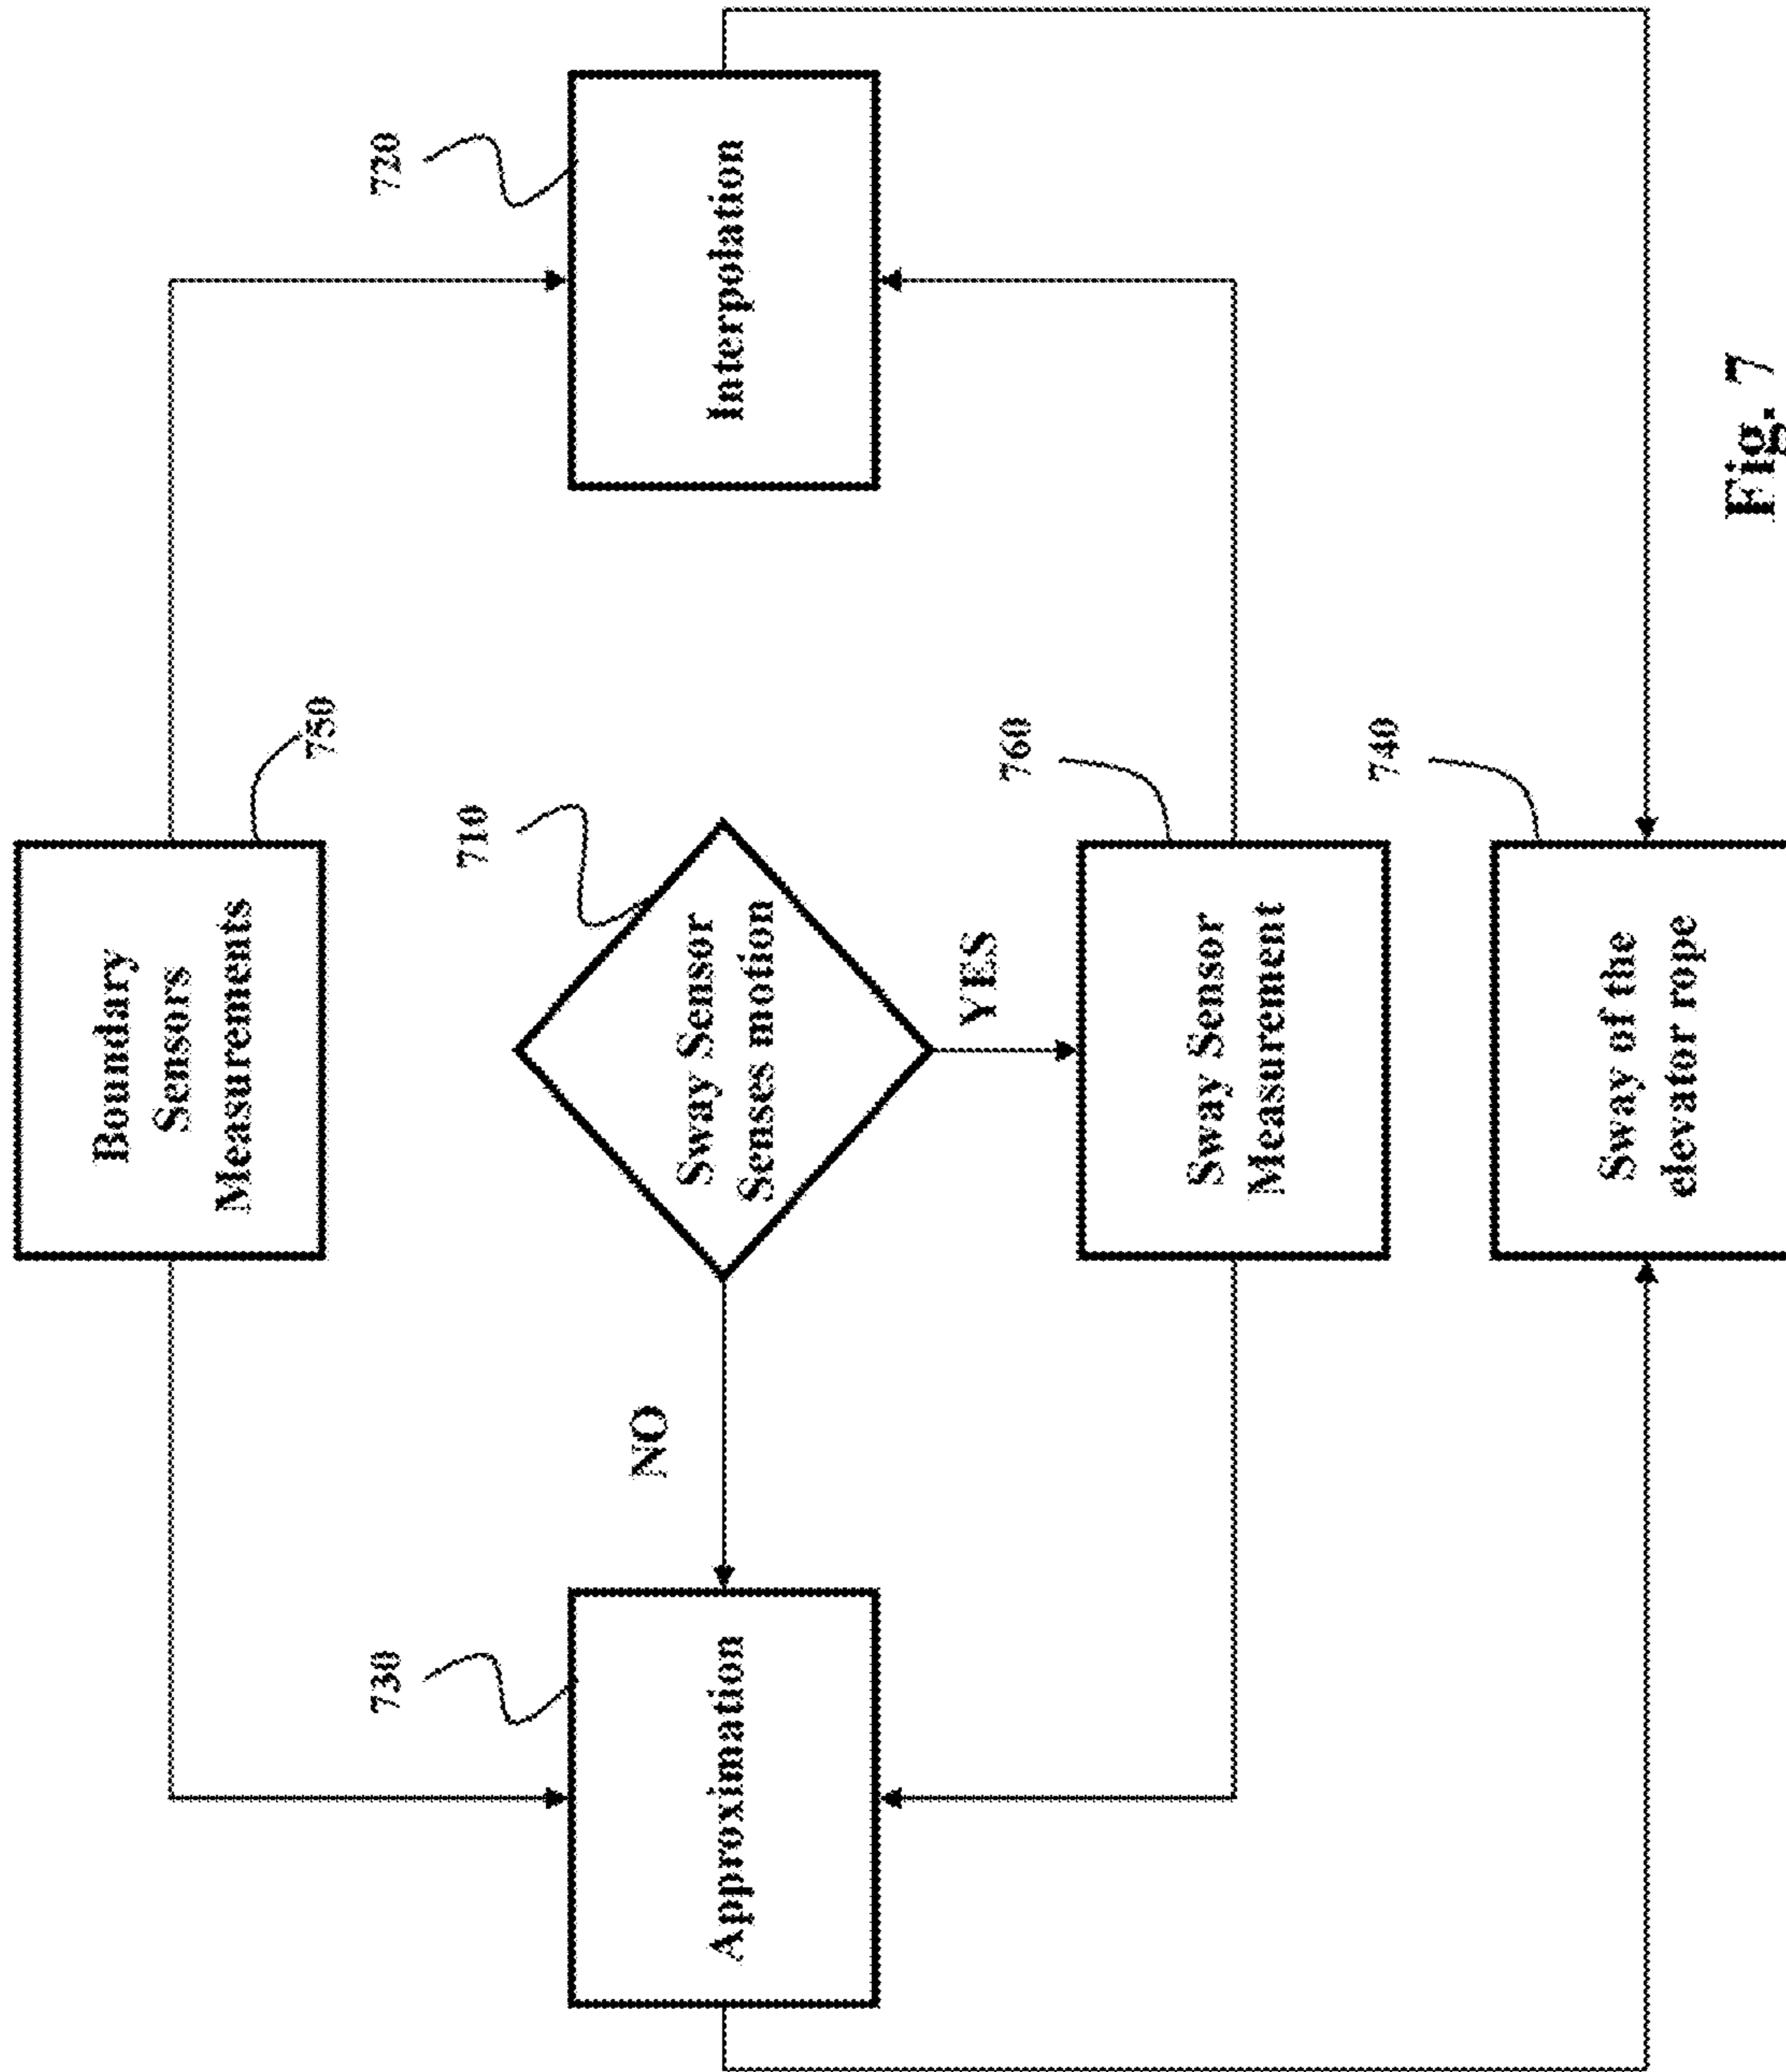 Boundary
Sensors
Measurements
750
710
Sway Sensor
Senses motion
NO
YES
730
Approximation
720
Interpolation
760
Sway Sensor
Measurement
740
Sway of the
elevator rope
Fig. 7